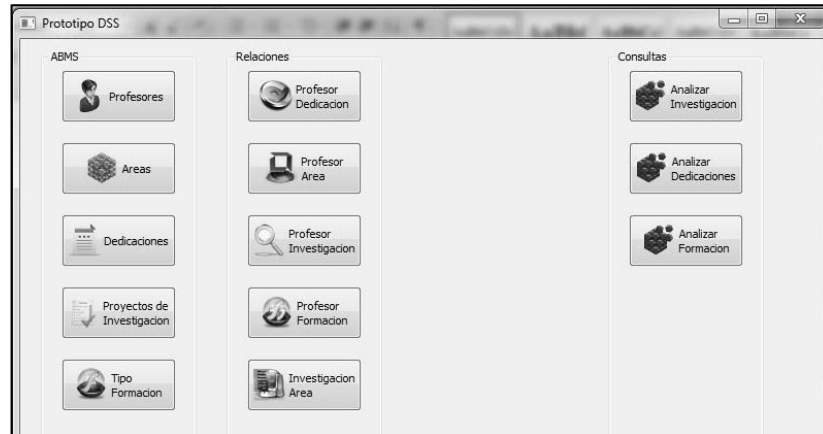 Prototipo DSS
ABMS
Profesores
Areas
Dedicaciones
Proyectos de
Investigacion
Tipo
Formacion
Relaciones
Profesor
Dedicacion
Profesor
Area
Profesor
Investigacion
Profesor
Formacion
Investigacion
Area
Consultas
Analizar
Investigacion
Analizar
Dedicaciones
Analizar
Formacion